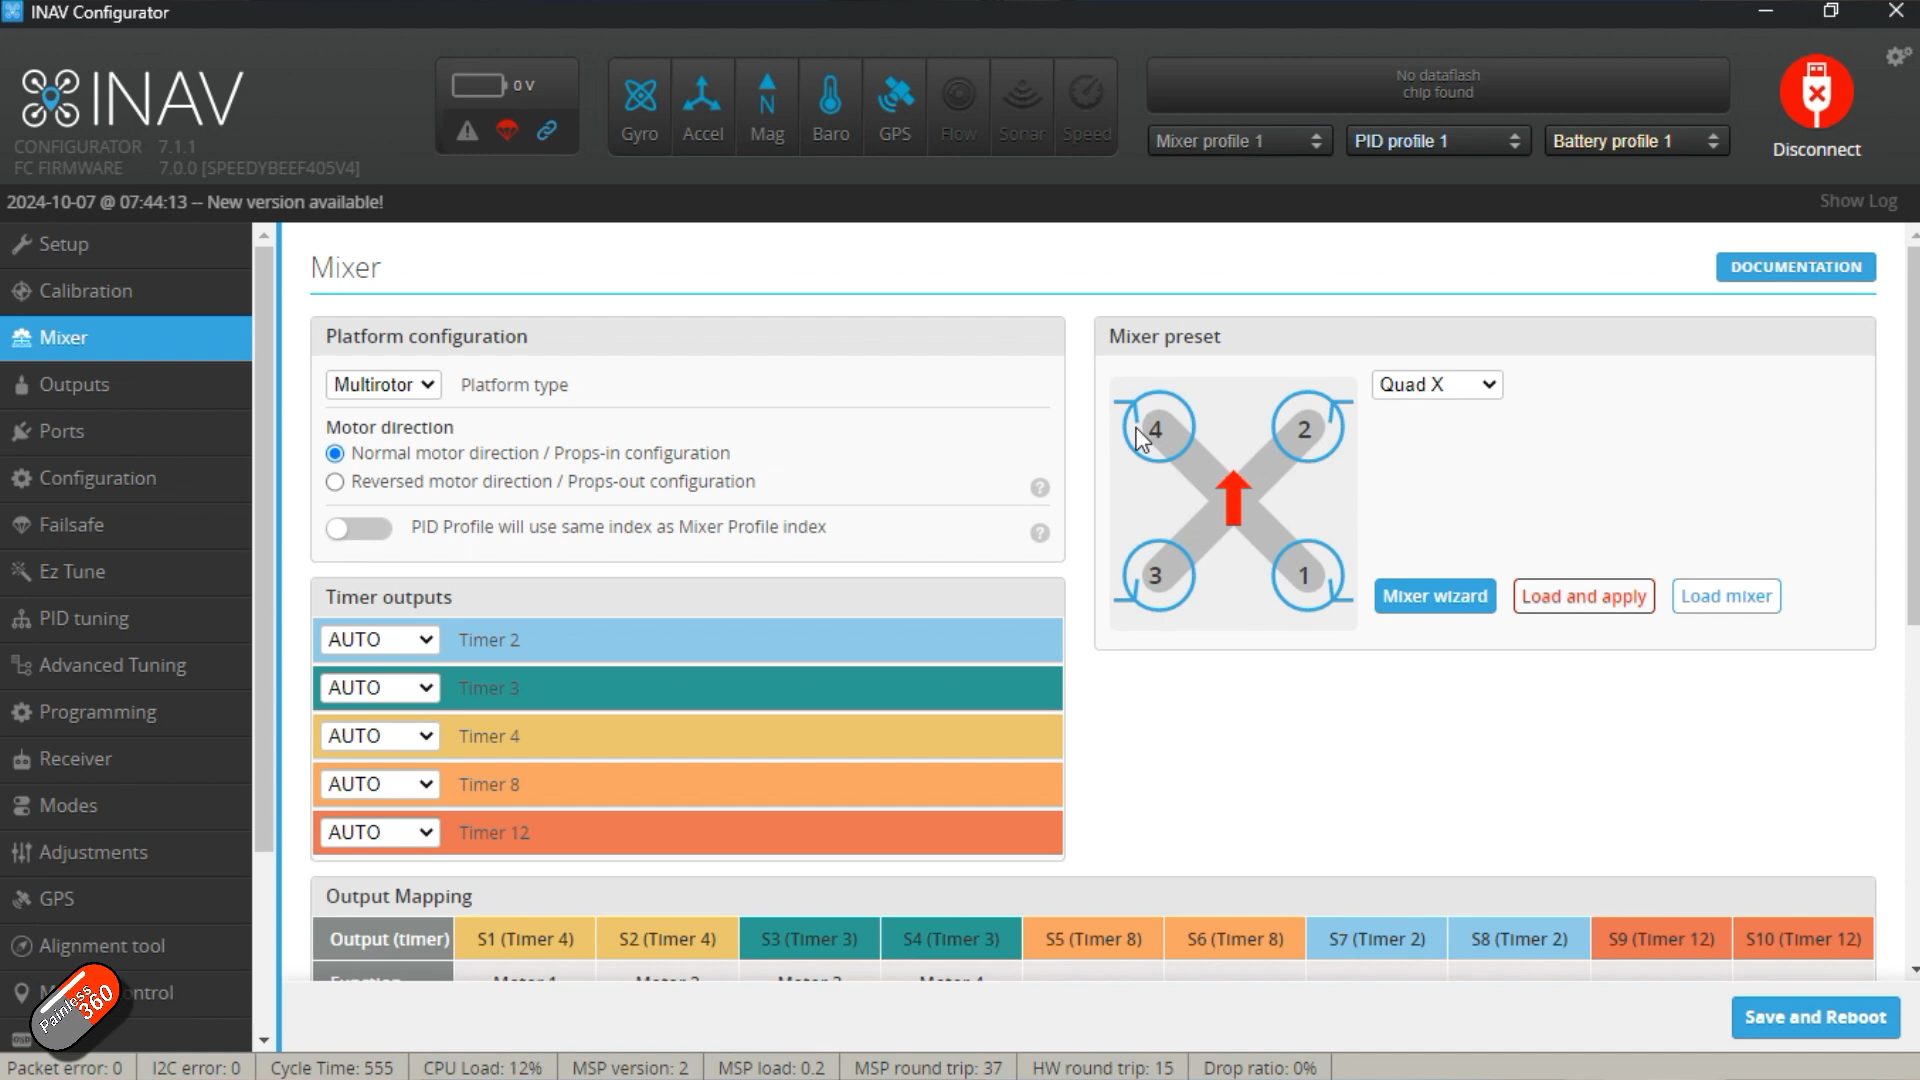 INAV Configurator
INAV
CONFIGURATOR 7.1.1
FC FIRMWARE 7.0.0 [SPEEDYBEEF405V4]
0 V
Gyro
Accel
N
Mag
Baro
GPS
Flow
Sonar
Speed
No dataflash
chip found
Mixer profile 1
PID profile 1
Battery profile 1
Disconnect
2024-10-07 @ 07:44:13 -- New version available!
Show Log
Setup
Calibration
Mixer
Outputs
Ports
Configuration
Failsafe
Ez Tune
PID tuning
Advanced Tuning
Programming
Receiver
Modes
Adjustments
GPS
Alignment tool
ontrol
Painless
360
Mixer
DOCUMENTATION
Platform configuration
Multirotor Platform type
Motor direction
Normal motor direction / Props-in configuration
Reversed motor direction / Props-out configuration
?
PID Profile will use same index as Mixer Profile index
?
Timer outputs
AUTO Timer 2
AUTO Timer 3
AUTO Timer 4
AUTO Timer 8
AUTO Timer 12
Mixer preset
Quad X
4
2
3
1
Mixer wizard
Load and apply
Load mixer
Output Mapping
Output (timer) S1 (Timer 4) S2 (Timer 4) S3 (Timer 3) S4 (Timer 3) S5 (Timer 8) S6 (Timer 8) S7 (Timer 2) S8 (Timer 2) S9 (Timer 12) S10 (Timer 12)
Function Motor 1 Motor 2 Motor 3 Motor 4
Save and Reboot
Packet error: 0 I2C error: 0 Cycle Time: 555 CPU Load: 12% MSP version: 2 MSP load: 0.2 MSP round trip: 37 HW round trip: 15 Drop ratio: 0%